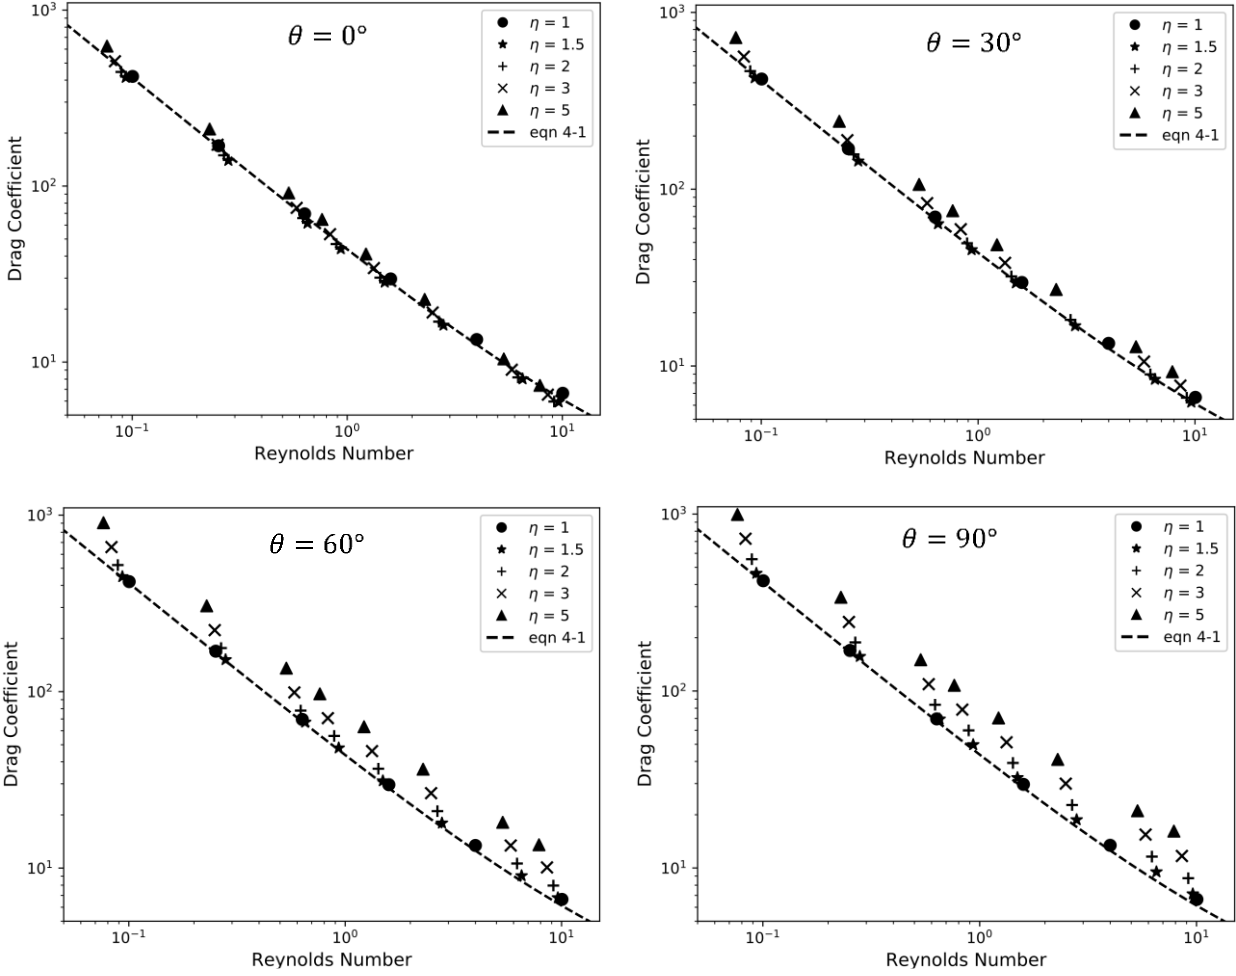 θ = 0°
η = 1
η = 1.5
η = 2
η = 3
η = 5
eqn 4-1
10³
10²
10¹
Drag Coefficient
10⁻¹
10⁰
10¹
Reynolds Number
θ = 30°
η = 1
η = 1.5
η = 2
η = 3
η = 5
eqn 4-1
10³
10²
10¹
Drag Coefficient
10⁻¹
10⁰
10¹
Reynolds Number
θ = 60°
η = 1
η = 1.5
η = 2
η = 3
η = 5
eqn 4-1
10³
10²
10¹
Drag Coefficient
10⁻¹
10⁰
10¹
Reynolds Number
θ = 90°
η = 1
η = 1.5
η = 2
η = 3
η = 5
eqn 4-1
10³
10²
10¹
Drag Coefficient
10⁻¹
10⁰
10¹
Reynolds Number